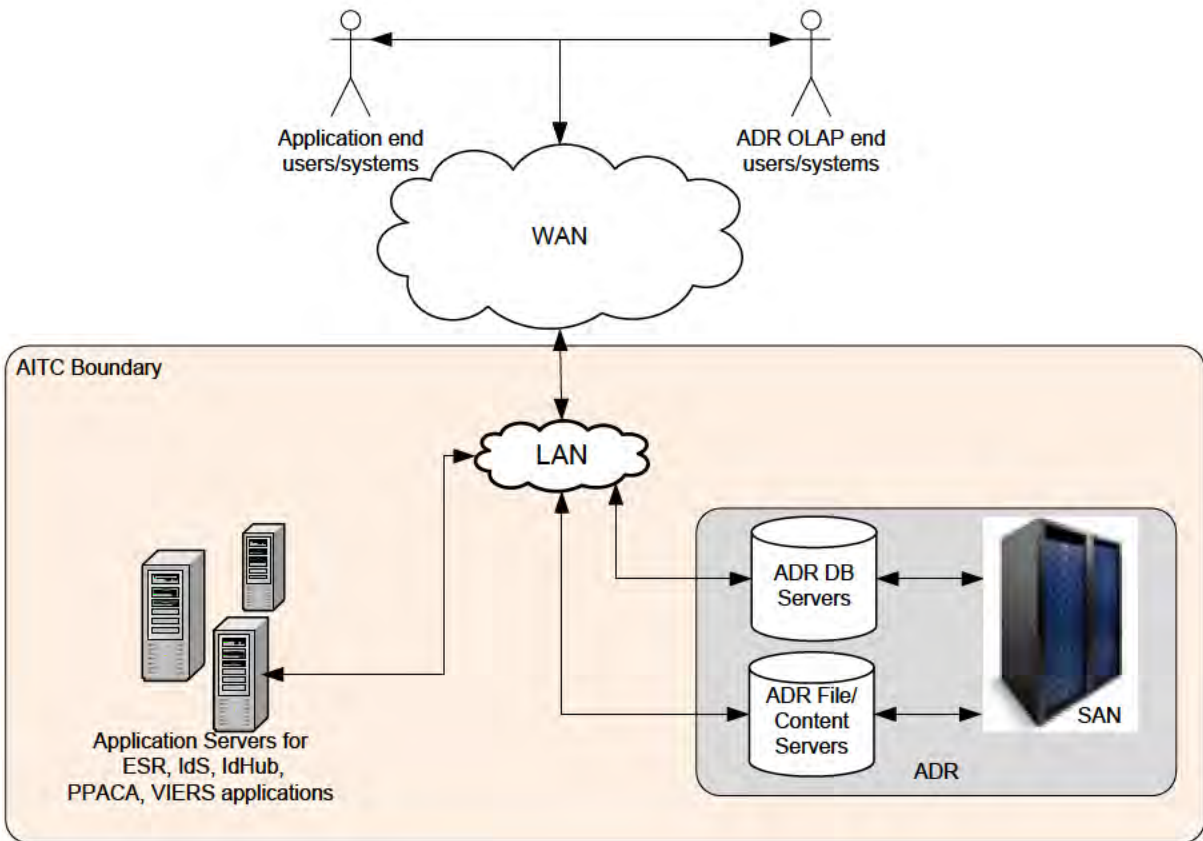 Application end
users/systems
ADR OLAP end
users/systems
WAN
AITC Boundary
LAN
ADR DB
Servers
ADR File/
Content
Servers
SAN
ADR
Application Servers for
ESR, IdS, IdHub,
PPACA, VIERS applications